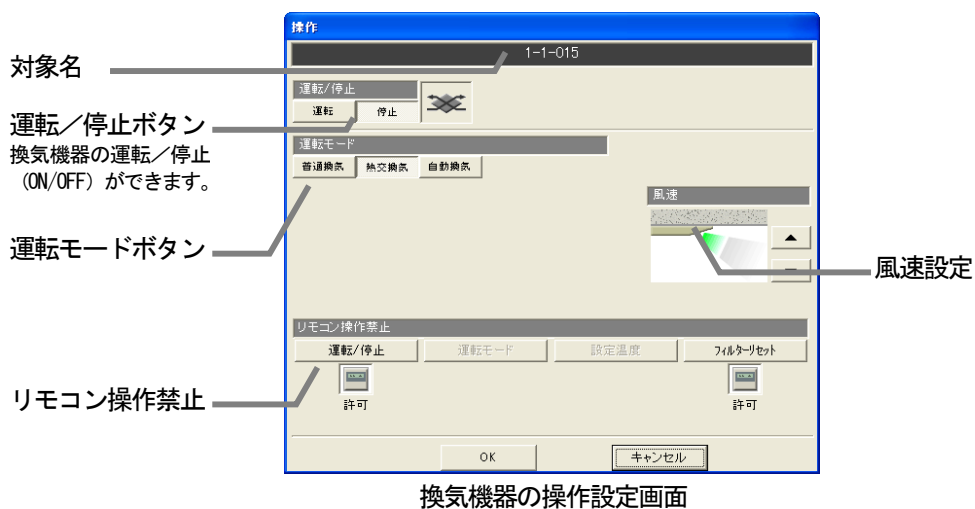 操作
1-1-015
対象名
運転/停止
運転 停止
運転／停止ボタン
換気機器の運転／停止
（ON/OFF）ができます。
運転モード
普通換気 熱交換気 自動換気
運転モードボタン
風速
風速設定
リモコン操作禁止
運転/停止 運転モード 設定温度 フィルターリセット
リモコン操作禁止
許可 許可
OK キャンセル
換気機器の操作設定画面